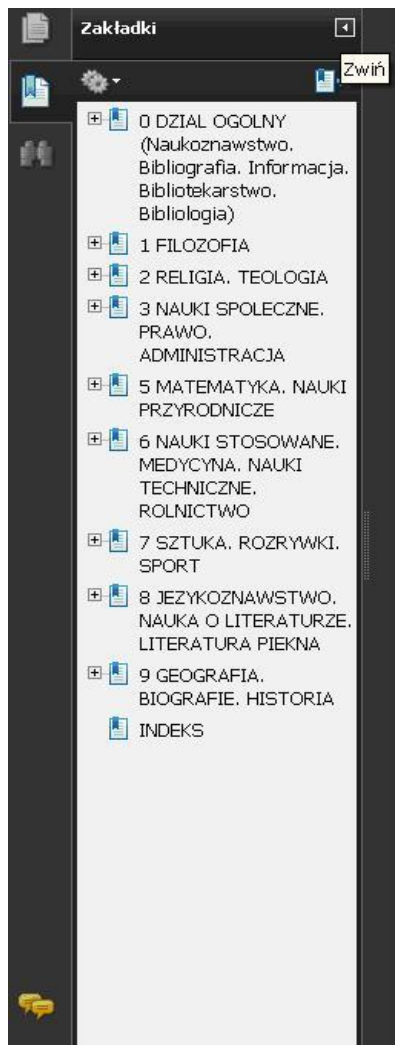 Zakładki
Zwiń
0 DZIAL OGOLNY
(Naukoznawstwo.
Bibliografia. Informacja.
Bibliotekarstwo.
Bibliologia)
1 FILOZOFIA
2 RELIGIA. TEOLOGIA
3 NAUKI SPOLECZNE.
PRAWO.
ADMINISTRACJA
5 MATEMATYKA. NAUKI
PRZYRODNICZE
6 NAUKI STOSOWANE.
MEDYCYNA. NAUKI
TECHNICZNE.
ROLNICTWO
7 SZTUKA. ROZRYWKI.
SPORT
8 JEZYKOZNAWSTWO.
NAUKA O LITERATURZE.
LITERATURA PIEKNA
9 GEOGRAFIA.
BIOGRAFIE. HISTORIA
INDEKS